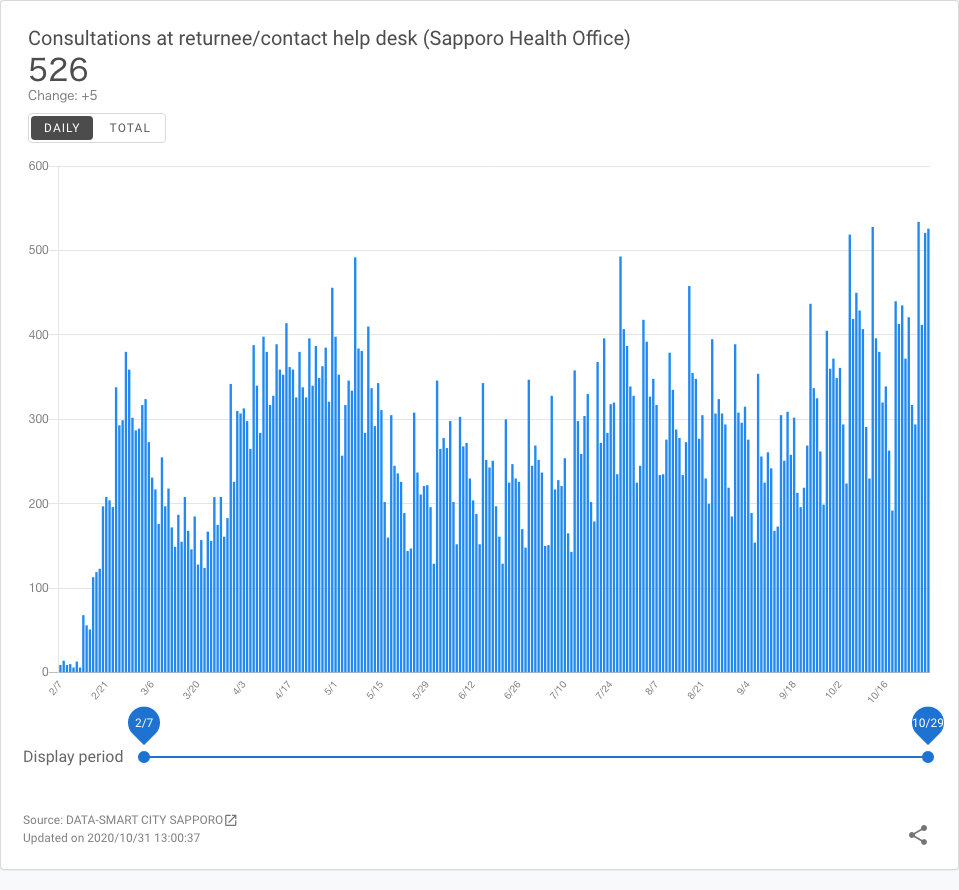 Consultations at returnee/contact help desk (Sapporo Health Office)
526
Change: +5
DAILY TOTAL
600
500
400
300
200
100
0
2/7 2/21 3/6 3/20 4/3 4/17 5/1 5/15 5/29 6/12 6/26 7/10 7/24 8/7 8/21 9/4 9/18 10/2 10/16
2/7 10/29
Display period
Source: DATA-SMART CITY SAPPORO
Updated on 2020/10/31 13:00:37